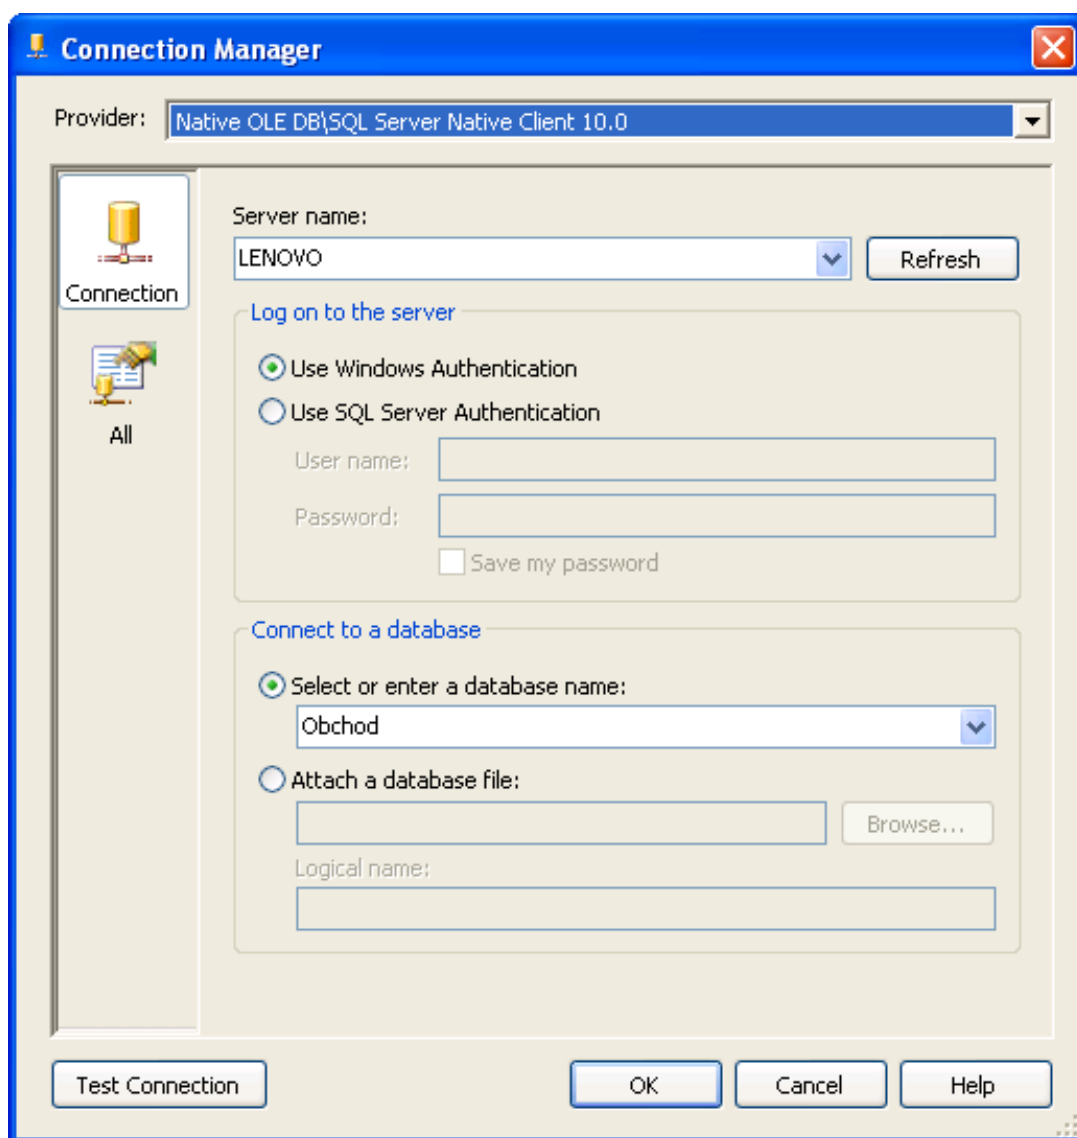 Connection Manager
Provider: Native OLE DB\SQL Server Native Client 10.0
Connection
All
Server name:
LENOVO
Refresh
Log on to the server
Use Windows Authentication
Use SQL Server Authentication
User name:
Password:
Save my password
Connect to a database
Select or enter a database name:
Obchod
Attach a database file:
Browse...
Logical name:
Test Connection
OK
Cancel
Help